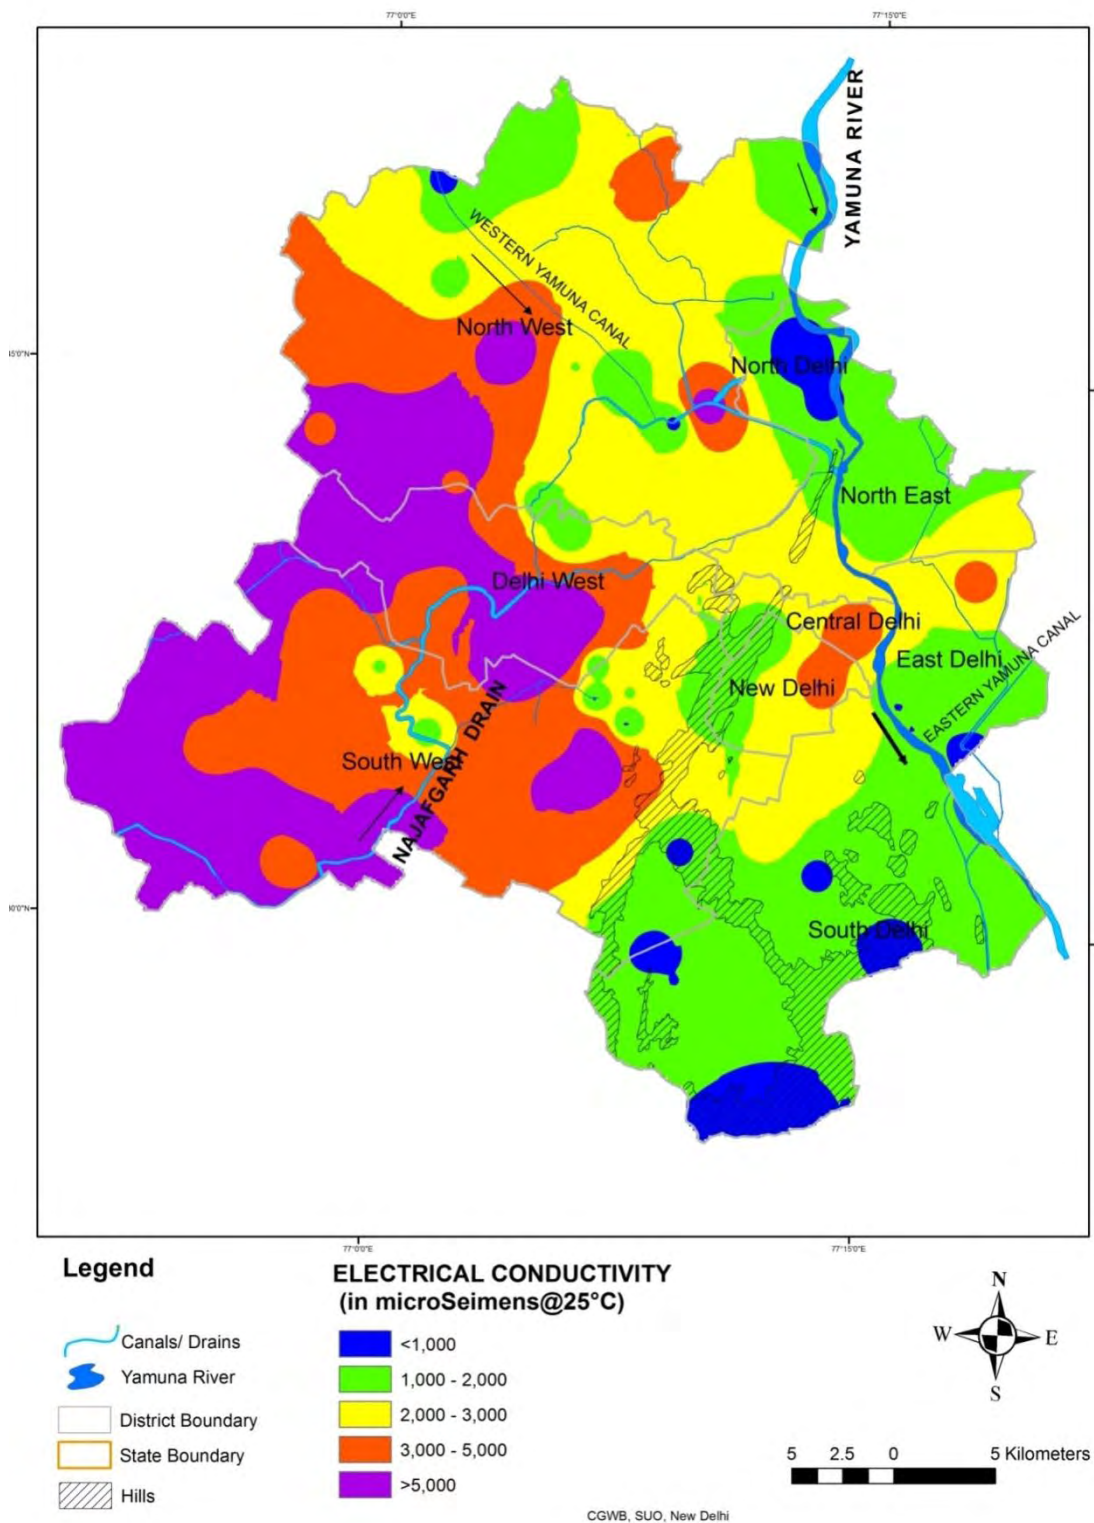 77°0'0"E
77°15'0"E
YAMUNA RIVER
WESTERN YAMUNA CANAL
North West
North Delhi
North East
Delhi West
Central Delhi
East Delhi
New Delhi
EASTERN YAMUNA CANAL
South West
NAJAFGARH DRAIN
South Delhi
77°0'0"E
77°15'0"E
Legend
Canals/ Drains
Yamuna River
District Boundary
State Boundary
Hills
ELECTRICAL CONDUCTIVITY
(in microSeimens@25°C)
<1,000
1,000 - 2,000
2,000 - 3,000
3,000 - 5,000
>5,000
N
W E
S
5 2.5 0 5 Kilometers
CGWB, SUO, New Delhi